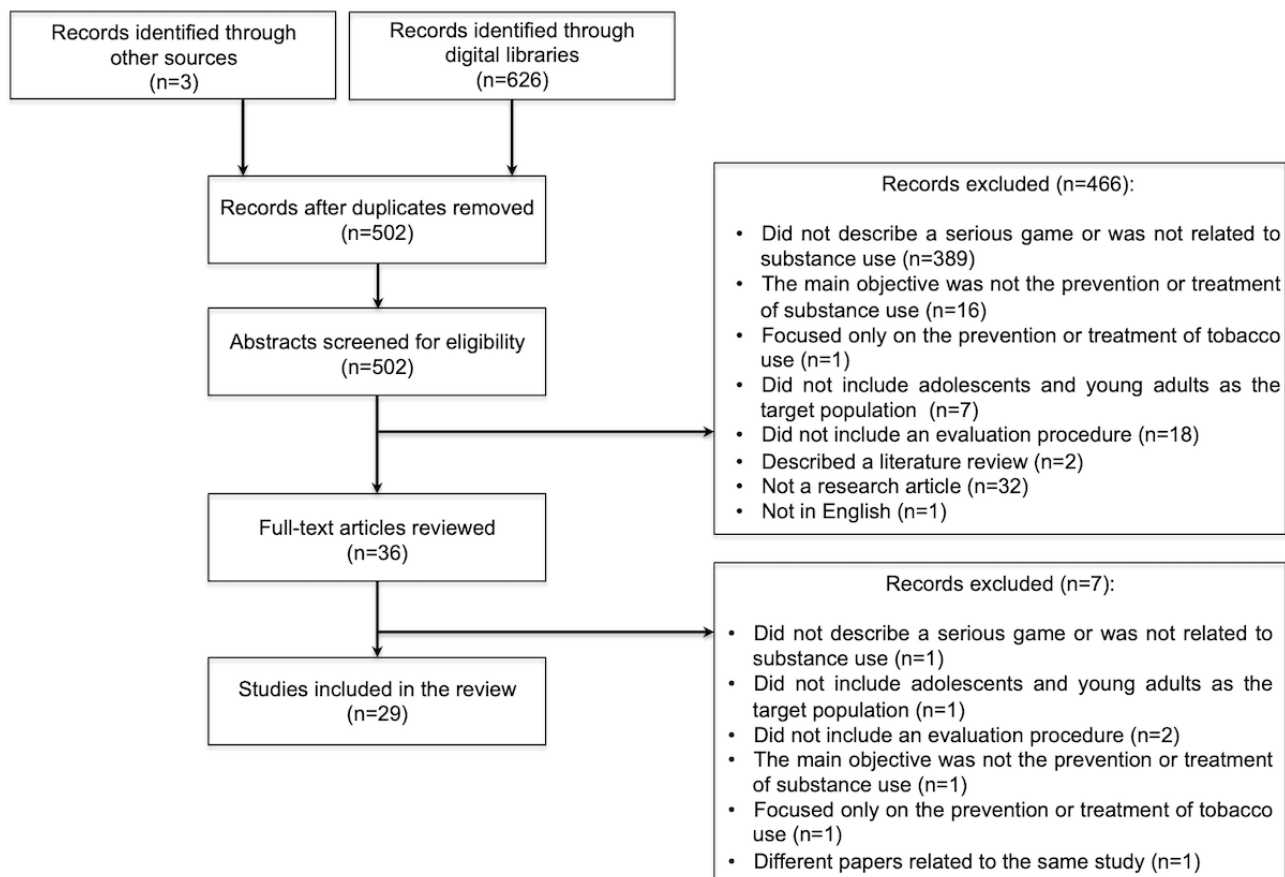 Records identified through
other sources
(n=3)
Records identified through
digital libraries
(n=626)
Records after duplicates removed
(n=502)
Abstracts screened for eligibility
(n=502)
Records excluded (n=466):
• Did not describe a serious game or was not related to
substance use (n=389)
• The main objective was not the prevention or treatment
of substance use (n=16)
• Focused only on the prevention or treatment of tobacco
use (n=1)
• Did not include adolescents and young adults as the
target population (n=7)
• Did not include an evaluation procedure (n=18)
• Described a literature review (n=2)
• Not a research article (n=32)
• Not in English (n=1)
Full-text articles reviewed
(n=36)
Records excluded (n=7):
• Did not describe a serious game or was not related to
substance use (n=1)
• Did not include adolescents and young adults as the
target population (n=1)
• Did not include an evaluation procedure (n=2)
• The main objective was not the prevention or treatment
of substance use (n=1)
• Focused only on the prevention or treatment of tobacco
use (n=1)
• Different papers related to the same study (n=1)
Studies included in the review
(n=29)